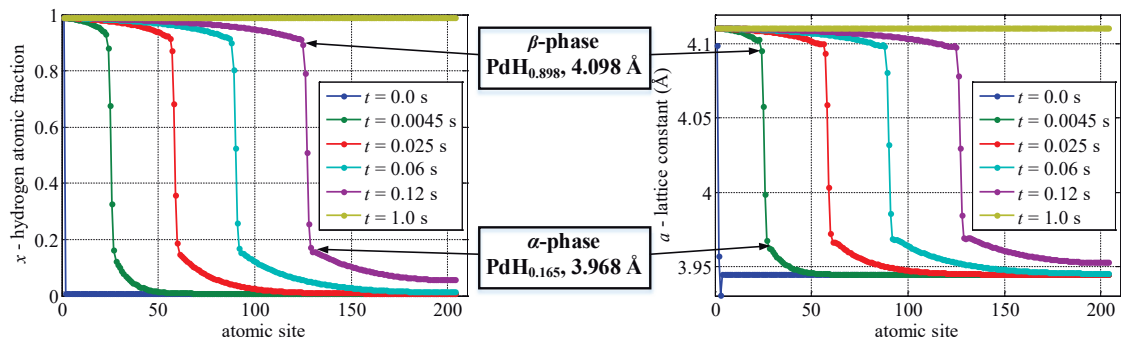 x - hydrogen atomic fraction
1
0.8
0.6
0.4
0.2
0
0
50
100
150
200
atomic site
t = 0.0 s
t = 0.0045 s
t = 0.025 s
t = 0.06 s
t = 0.12 s
t = 1.0 s
β-phase
PdH0.898, 4.098 Å
α-phase
PdH0.165, 3.968 Å
a - lattice constant (Å)
4.1
4.05
4
3.95
0
50
100
150
200
atomic site
t = 0.0 s
t = 0.0045 s
t = 0.025 s
t = 0.06 s
t = 0.12 s
t = 1.0 s